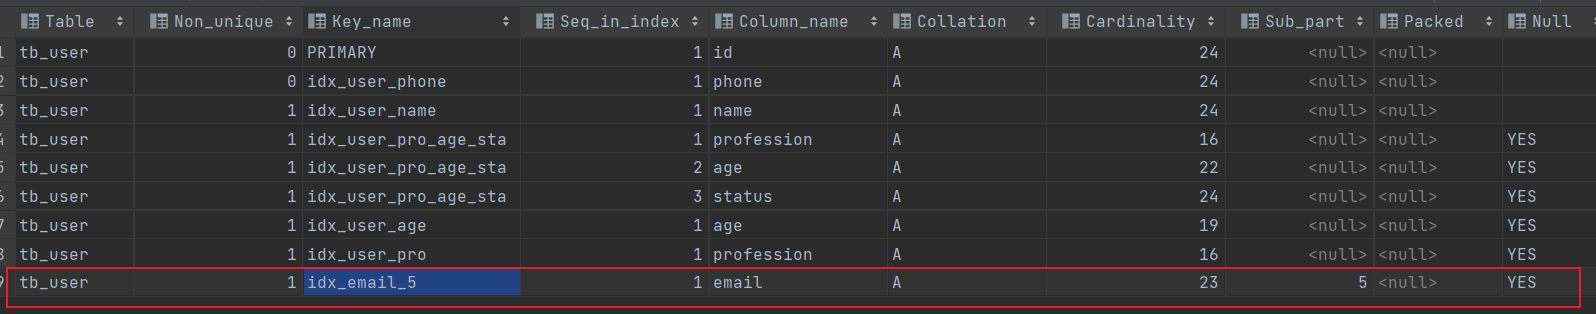 Table Non_unique Key_name Seq_in_index Column_name Collation Cardinality Sub_part Packed Null
1 tb_user 0 PRIMARY 1 id A 24 <null> <null>
2 tb_user 0 idx_user_phone 1 phone A 24 <null> <null>
3 tb_user 1 idx_user_name 1 name A 24 <null> <null>
4 tb_user 1 idx_user_pro_age_sta 1 profession A 16 <null> <null> YES
5 tb_user 1 idx_user_pro_age_sta 2 age A 22 <null> <null> YES
6 tb_user 1 idx_user_pro_age_sta 3 status A 24 <null> <null> YES
7 tb_user 1 idx_user_age 1 age A 19 <null> <null> YES
8 tb_user 1 idx_user_pro 1 profession A 16 <null> <null> YES
9 tb_user 1 idx_email_5 1 email A 23 5 <null> YES